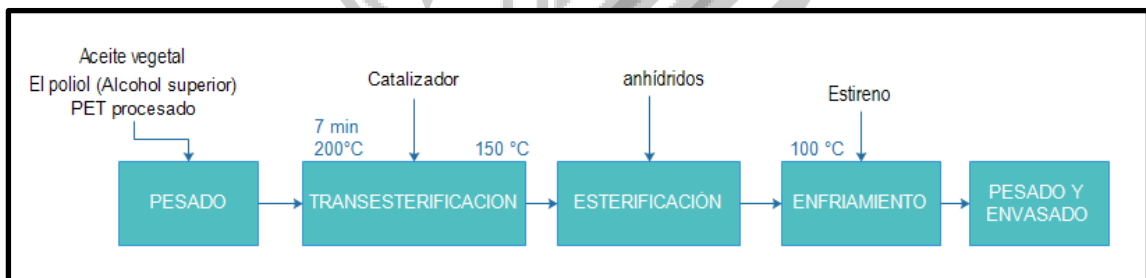 Aceite vegetal
El poliol (Alcohol superior)
PET procesado
Catalizador
anhídridos
Estireno
7 min
200°C
150 °C
100 °C
PESADO
TRANSESTERIFICACION
ESTERIFICACIÓN
ENFRIAMIENTO
PESADO Y
ENVASADO